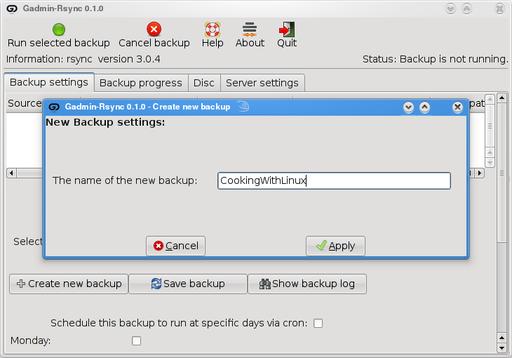 Gadmin-Rsync 0.1.0
Run selected backup Cancel backup Help About Quit
Information: rsync version 3.0.4 Status: Backup is not running.
Backup settings Backup progress Disc Server settings
Source
Gadmin-Rsync 0.1.0 - Create new backup
New Backup settings:
The name of the new backup: CookingWithLinux
Cancel Apply
Select
Create new backup Save backup Show backup log
Schedule this backup to run at specific days via cron:
Monday: